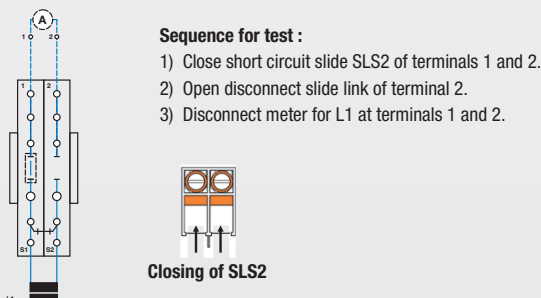 A
1 2
Sequence for test :
1) Close short circuit slide SLS2 of terminals 1 and 2.
2) Open disconnect slide link of terminal 2.
3) Disconnect meter for L1 at terminals 1 and 2.
1 2
S1 S2
Closing of SLS2